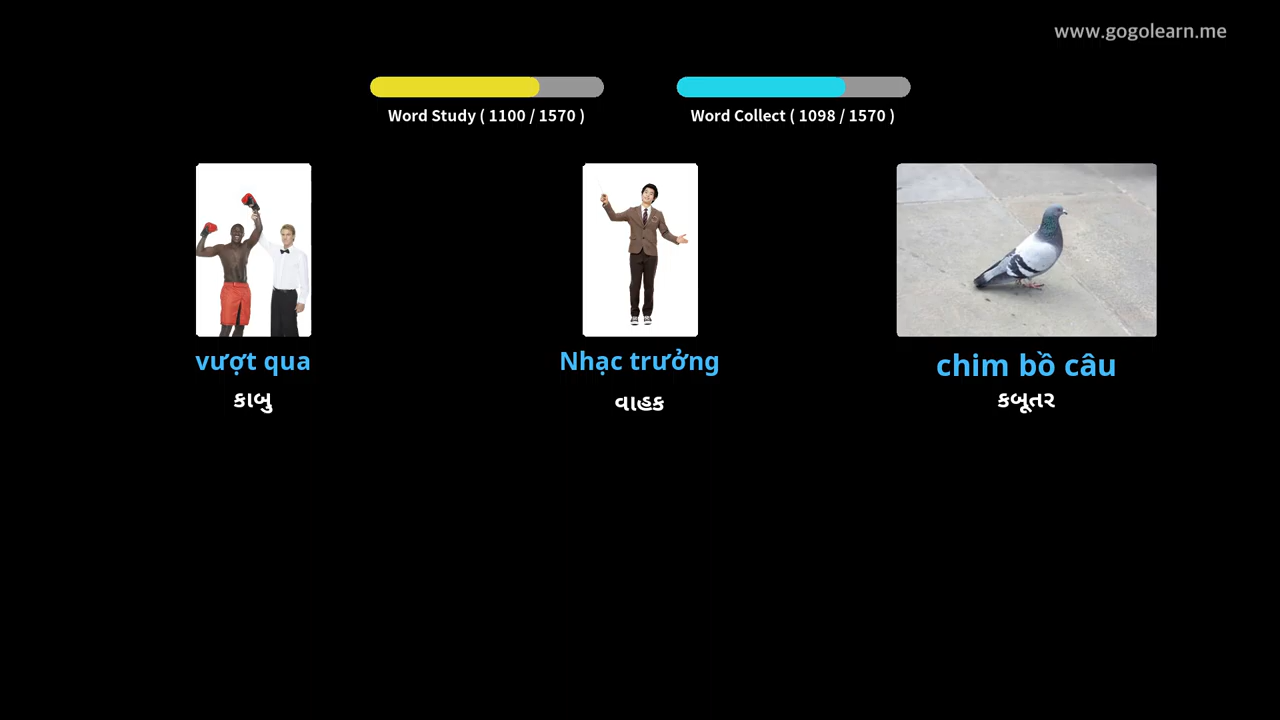 www.gogolearn.me
Word Study ( 1100 / 1570 )
Word Collect ( 1098 / 1570 )
vượt qua
Nhạc trưởng
chim bồ câu
કાબુ
વાહક
કબૂતર